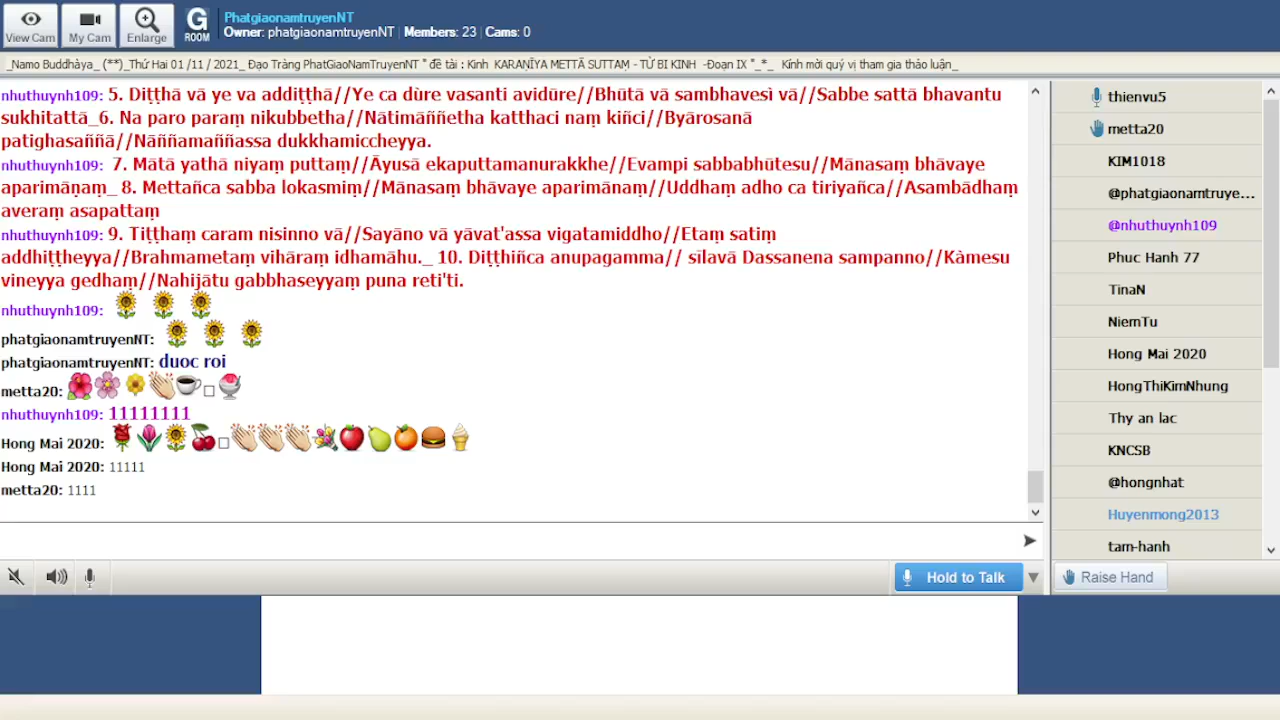 View Cam
My Cam
Enlarge
G
ROOM
PhatgiaonamtruyenNT
Owner: phatgiaonamtruyenNT | Members: 23 | Cams: 0
_Namo Buddhàya_ (**)_Thứ Hai 01 /11 / 2021_ Đạo Tràng PhatGiaoNamTruyenNT " đề tài : Kinh KARAṆĪYA METTĀ SUTTAṂ - TỪ BI KINH -Đoạn IX "_*_ Kính mời quý vị tham gia thảo luận_
nhuthuynh109: 5. Diṭṭhā vā ye va addiṭṭhā//Ye ca dùre vasanti avidūre//Bhūtā vā sambhavesì vā//Sabbe sattā bhavantu
sukhitattā_6. Na paro paraṃ nikubbetha//Nātimāññetha katthaci naṃ kiñci//Byārosanā
patighasaññā//Nāññamaññassa dukkhamiccheyya.
nhuthuynh109: 7. Mātā yathā niyaṃ puttaṃ//Āyusā ekaputtamanurakkhe//Evampi sabbabhūtesu//Mānasaṃ bhāvaye
aparimāṇaṃ_ 8. Mettañca sabba lokasmiṃ//Mānasaṃ bhāvaye aparimānaṃ//Uddhaṃ adho ca tiriyañca//Asambādhaṃ
averaṃ asapattaṃ
nhuthuynh109: 9. Tiṭṭhaṃ caram nisinno vā//Sayāno vā yāvat'assa vigatamiddho//Etaṃ satiṃ
addhiṭṭheyya//Brahmametaṃ vihāraṃ idhamāhu._ 10. Diṭṭhiñca anupagamma// sīlavā Dassanena sampanno//Kàmesu
vineyya gedhaṃ//Nahijātu gabbhaseyyaṃ puna reti'ti.
nhuthuynh109:
phatgiaonamtruyenNT:
phatgiaonamtruyenNT: duoc roi
metta20:
nhuthuynh109: 11111111
Hong Mai 2020:
Hong Mai 2020: 11111
metta20: 1111
Hold to Talk
thienvu5
metta20
KIM1018
@phatgiaonamtruye...
@nhuthuynh109
Phuc Hanh 77
TinaN
NiemTu
Hong Mai 2020
HongThiKimNhung
Thy an lac
KNCSB
@hongnhat
Huyenmong2013
tam-hanh
Raise Hand